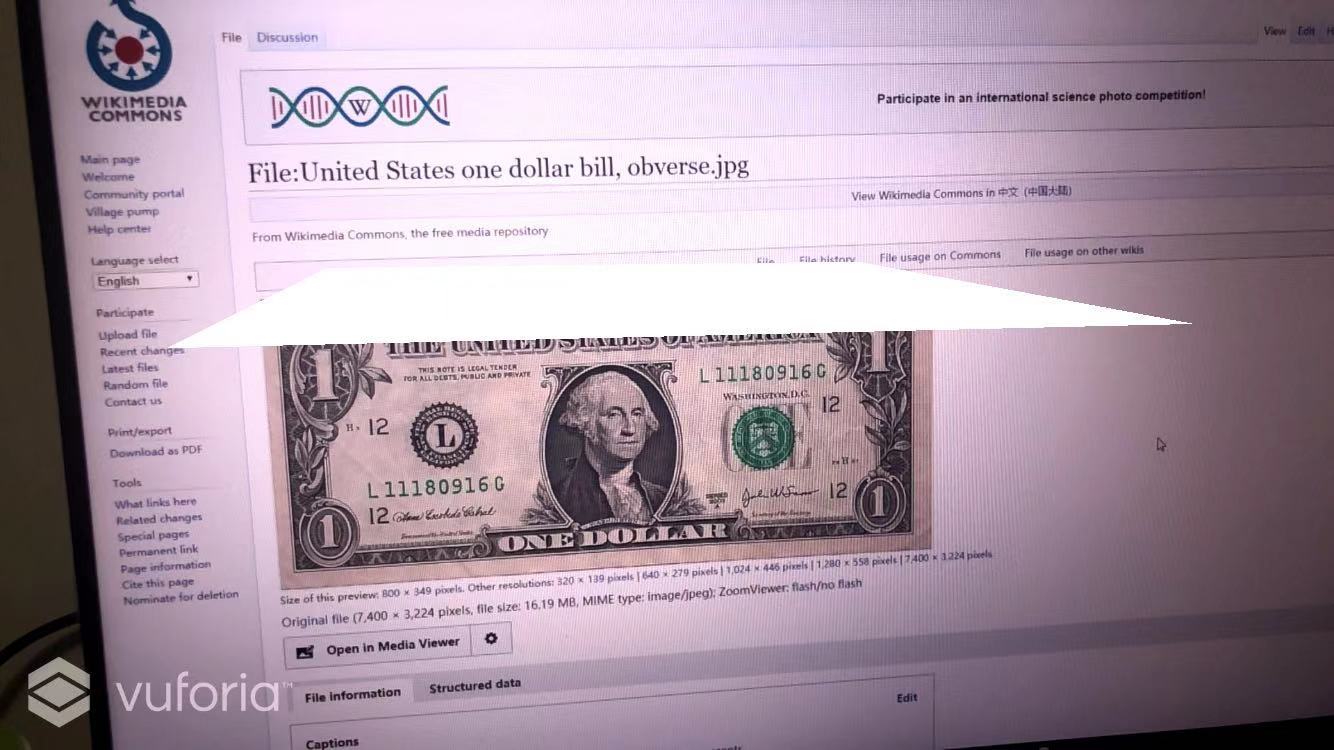 File Discussion
View Edit
WIKIMEDIA
COMMONS
W
Participate in an international science photo competition!
Main page
Welcome
Community portal
Village pump
Help center
Language select
English
Participate
Upload file
Recent changes
Latest files
Random file
Contact us
Print/export
Download as PDF
Tools
What links here
Related changes
Special pages
Permanent link
Page information
Cite this page
Nominate for deletion
File:United States one dollar bill, obverse.jpg
View Wikimedia Commons in 中文 (中国大陆)
From Wikimedia Commons, the free media repository
File File history File usage on Commons File usage on other wikis
THE UNITED STATES OF AMERICA
1 1
THIS NOTE IS LEGAL TENDER
FOR ALL DEBTS, PUBLIC AND PRIVATE
L 11180916 G
WASHINGTON, D.C.
12
H 12
L
L 11180916 G
12
12
1 1
ONE DOLLAR
Size of this preview: 800 × 349 pixels. Other resolutions: 320 × 139 pixels | 640 × 279 pixels | 1,024 × 446 pixels | 1,280 × 558 pixels | 7,400 × 3,224 pixels
Original file (7,400 × 3,224 pixels, file size: 16.19 MB, MIME type: image/jpeg); ZoomViewer: flash/no flash
Open in Media Viewer
File information Structured data
Edit
Captions
vuforia™